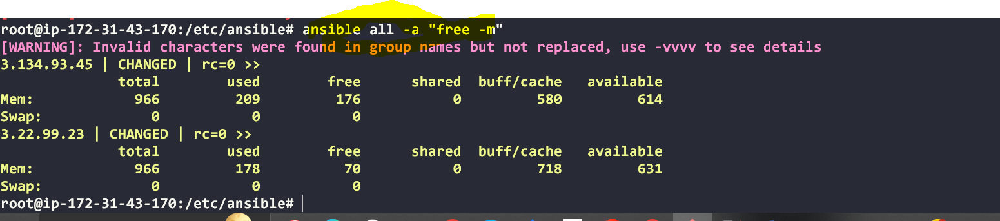 root@ip-172-31-43-170:/etc/ansible# ansible all -a "free -m"
[WARNING]: Invalid characters were found in group names but not replaced, use -vvvv to see details
3.134.93.45 | CHANGED | rc=0 >>
total used free shared buff/cache available
Mem: 966 209 176 0 580 614
Swap: 0 0 0
3.22.99.23 | CHANGED | rc=0 >>
total used free shared buff/cache available
Mem: 966 178 70 0 718 631
Swap: 0 0 0
root@ip-172-31-43-170:/etc/ansible#